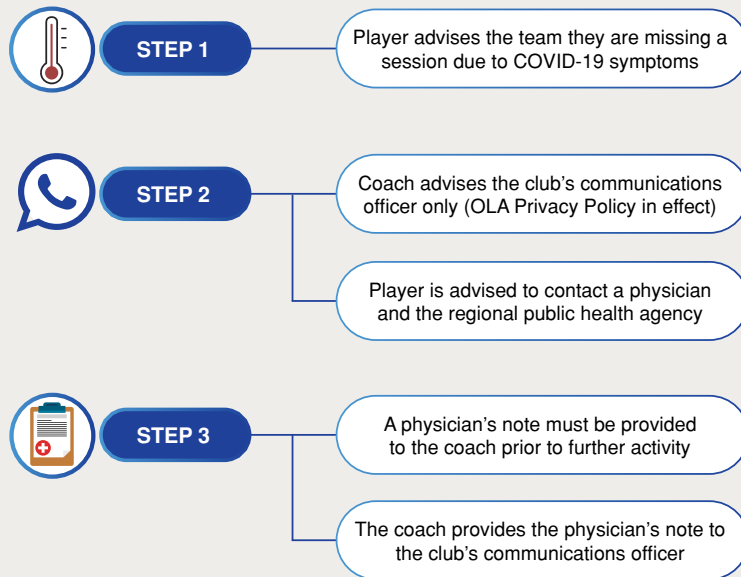 STEP 1
Player advises the team they are missing a
session due to COVID-19 symptoms
STEP 2
Coach advises the club's communications
officer only (OLA Privacy Policy in effect)
Player is advised to contact a physician
and the regional public health agency
STEP 3
A physician's note must be provided
to the coach prior to further activity
The coach provides the physician's note to
the club's communications officer